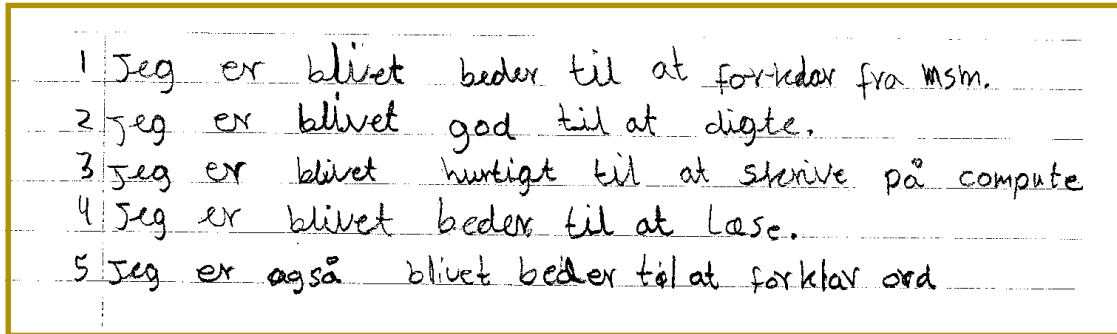 1 Jeg er blivet beder til at forkdar fra msm.
2 jeg er blivet god til at digte.
3 jeg er blivet hurtigt til at skrive på compute
4 Jeg er blivet beder til at Læse.
5 Jeg er også blivet beder til at forklar ord